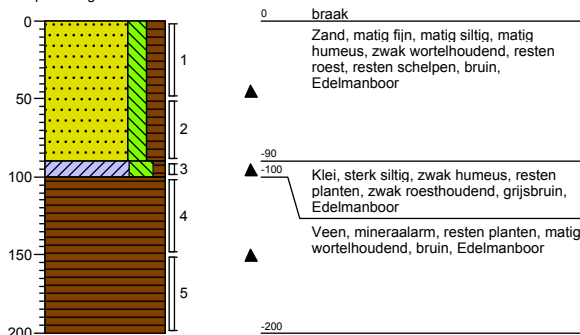 0
50
100
150
200
1
2
3
4
5
0
braak
Zand, matig fijn, matig siltig, matig
humeus, zwak wortelhoudend, resten
roest, resten schelpen, bruin,
Edelmanboor
-90
-100
Klei, sterk siltig, zwak humeus, resten
planten, zwak roesthoudend, grijsbruin,
Edelmanboor
Veen, mineraalarm, resten planten, matig
wortelhoudend, bruin, Edelmanboor
-200